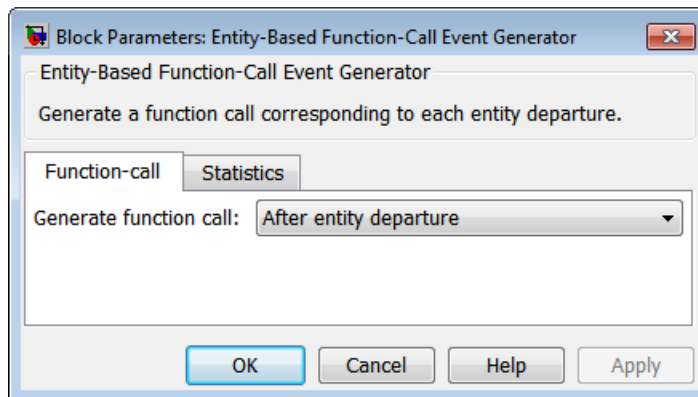 Block Parameters: Entity-Based Function-Call Event Generator
Entity-Based Function-Call Event Generator
Generate a function call corresponding to each entity departure.
Function-call Statistics
Generate function call: After entity departure
OK Cancel Help Apply